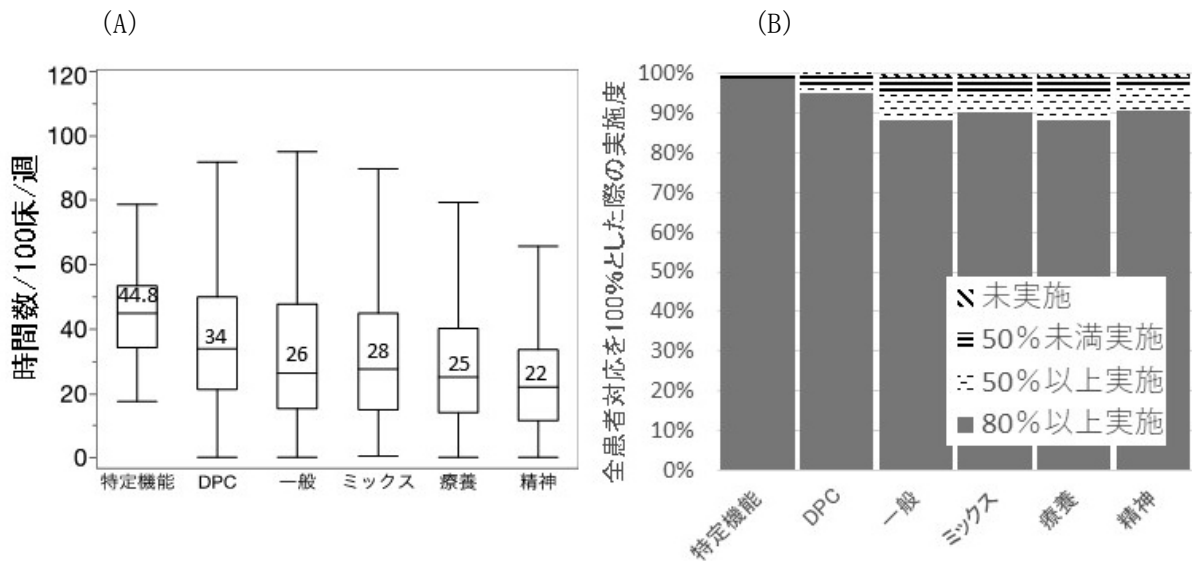 (A)
時間数/100床/週
120
100
80
60
40
20
0
44.8
34
26
28
25
22
特定機能
DPC
一般
ミックス
療養
精神
(B)
全患者対応を100%とした際の実施度
100%
90%
80%
70%
60%
50%
40%
30%
20%
10%
0%
未実施
50%未満実施
50%以上実施
80%以上実施
特定機能
DPC
一般
ミックス
療養
精神